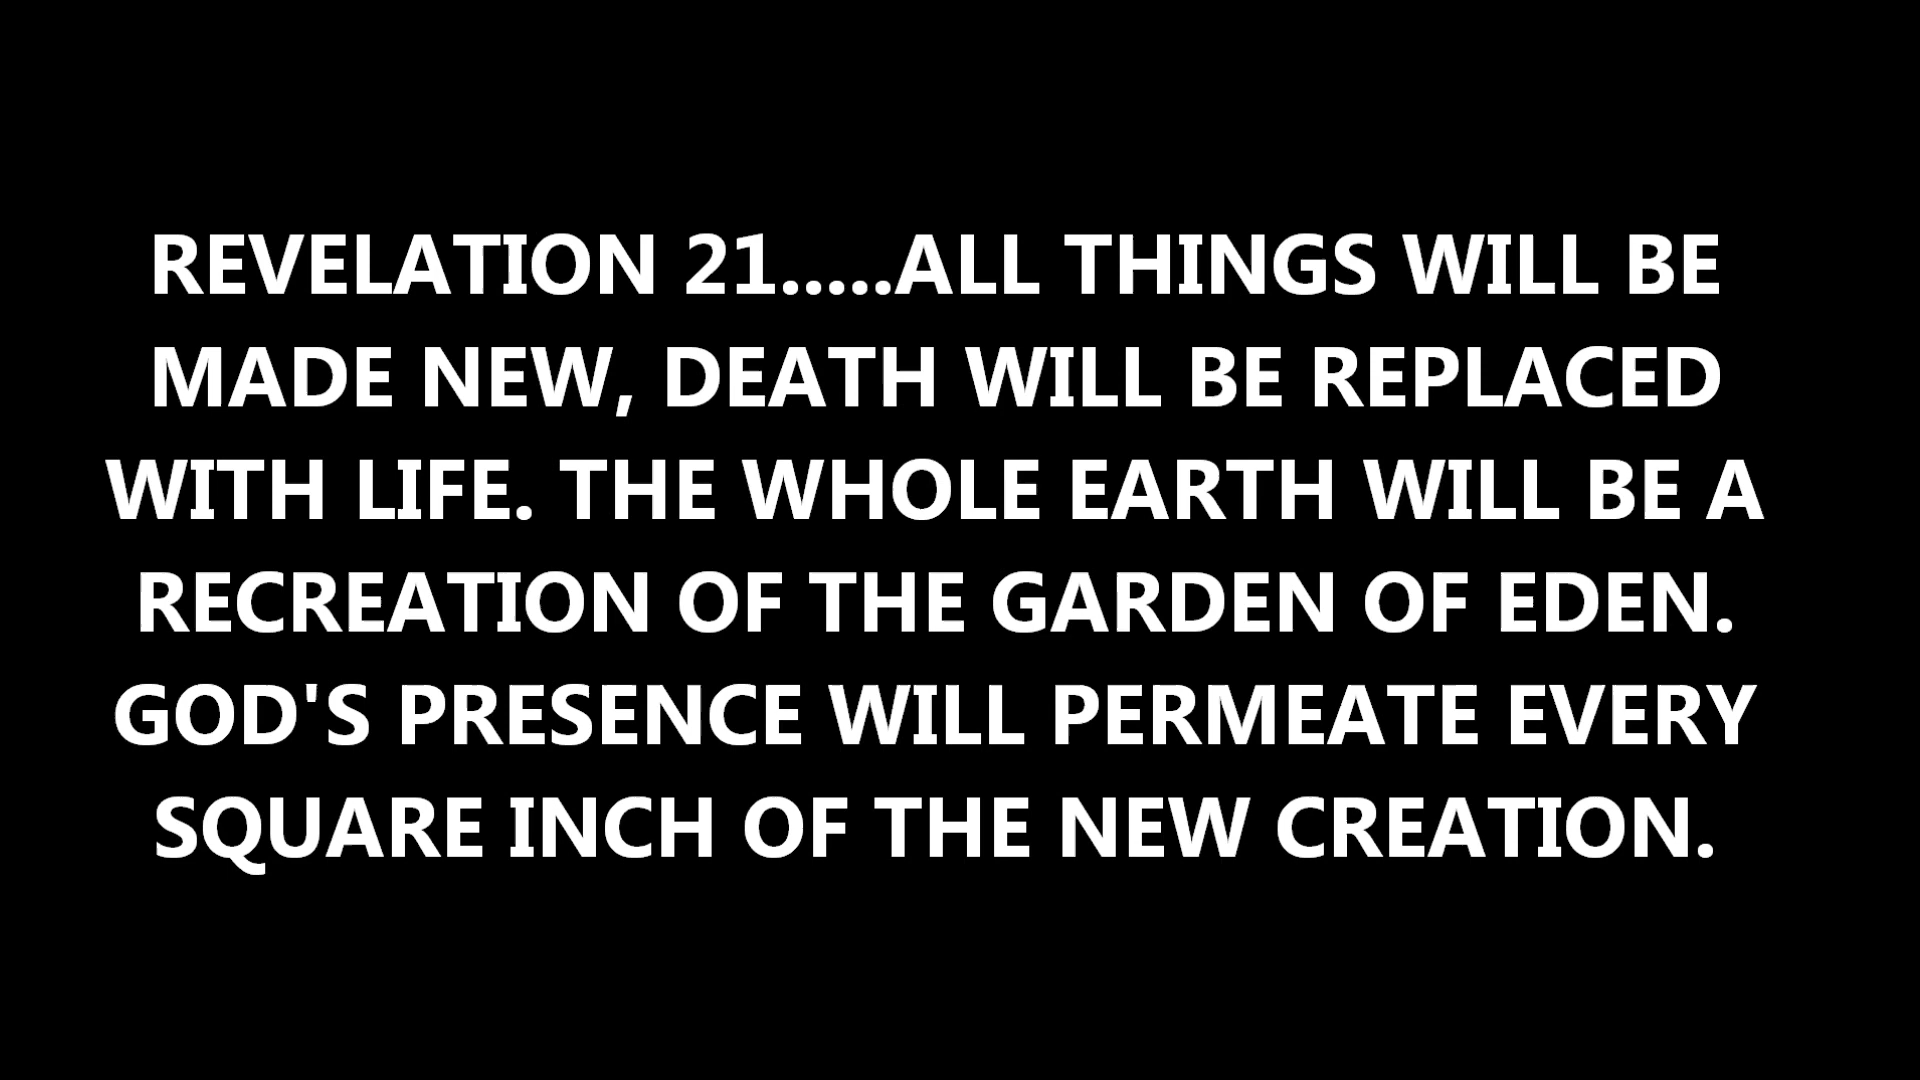 REVELATION 21.....ALL THINGS WILL BE
MADE NEW, DEATH WILL BE REPLACED
WITH LIFE. THE WHOLE EARTH WILL BE A
RECREATION OF THE GARDEN OF EDEN.
GOD'S PRESENCE WILL PERMEATE EVERY
SQUARE INCH OF THE NEW CREATION.